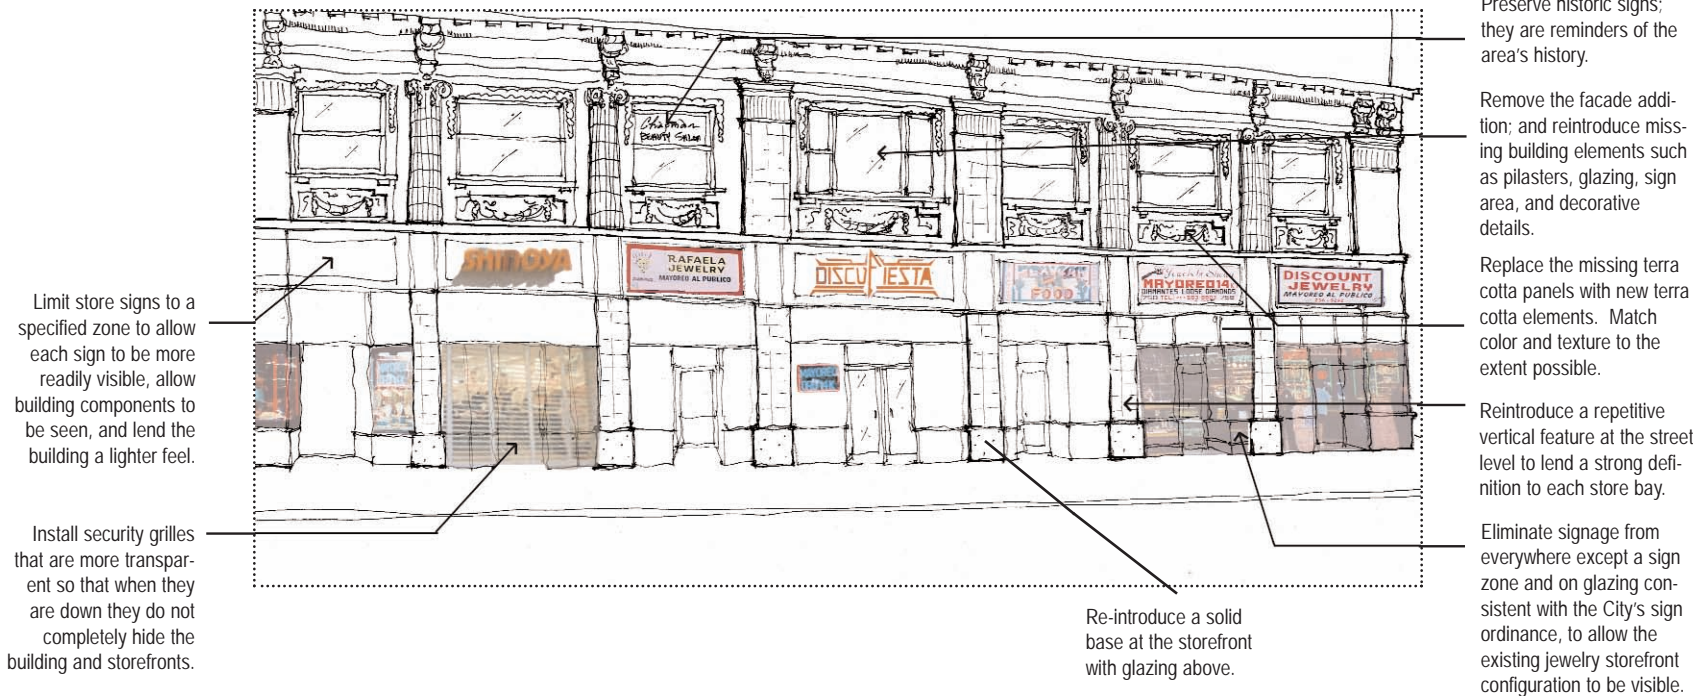 Preserve historic signs;
they are reminders of the
area's history.
Remove the facade addi-
tion; and reintroduce miss-
ing building elements such
as pilasters, glazing, sign
area, and decorative
details.
Replace the missing terra
cotta panels with new terra
cotta elements. Match
color and texture to the
extent possible.
Reintroduce a repetitive
vertical feature at the street
level to lend a strong defi-
nition to each store bay.
Eliminate signage from
everywhere except a sign
zone and on glazing con-
sistent with the City's sign
ordinance, to allow the
existing jewelry storefront
configuration to be visible.
Limit store signs to a
specified zone to allow
each sign to be more
readily visible, allow
building components to
be seen, and lend the
building a lighter feel.
Install security grilles
that are more transpar-
ent so that when they
are down they do not
completely hide the
building and storefronts.
Re-introduce a solid
base at the storefront
with glazing above.
BEAUTY SALON
RAFAELA
JEWELRY
MAYOREO AL PUBLICO
DISCUFIESTA
FOOD
MAYOREO14K
DIAMANTES LOOSE DIAMONDS
DISCOUNT
JEWELRY
MAYOREO AL PUBLICO